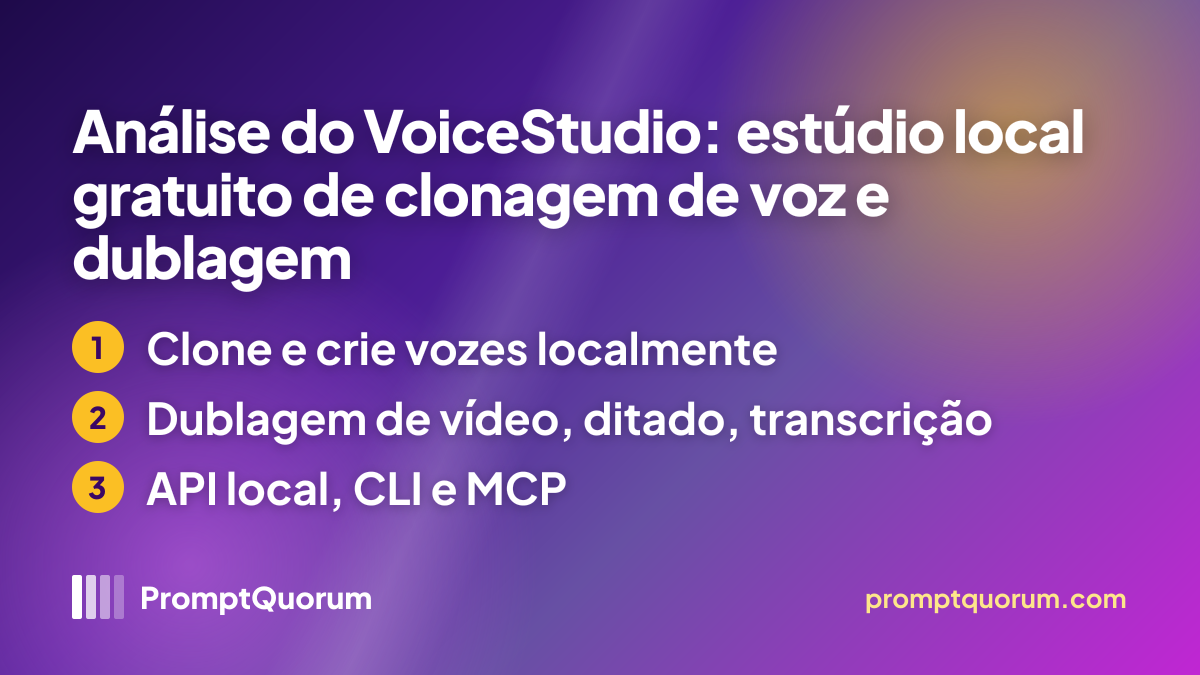 Análise do VoiceStudio: estúdio local
gratuito de clonagem de voz e
dublagem
1 Clone e crie vozes localmente
2 Dublagem de vídeo, ditado, transcrição
3 API local, CLI e MCP
PromptQuorum
promptquorum.com